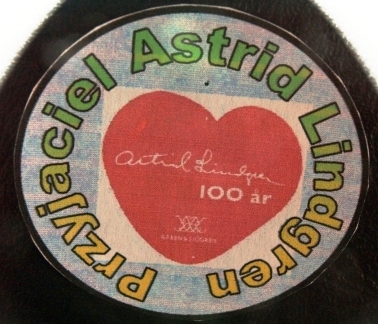 Przyjaciel Astrid Lindgren
Astrid Lindgren
100 år